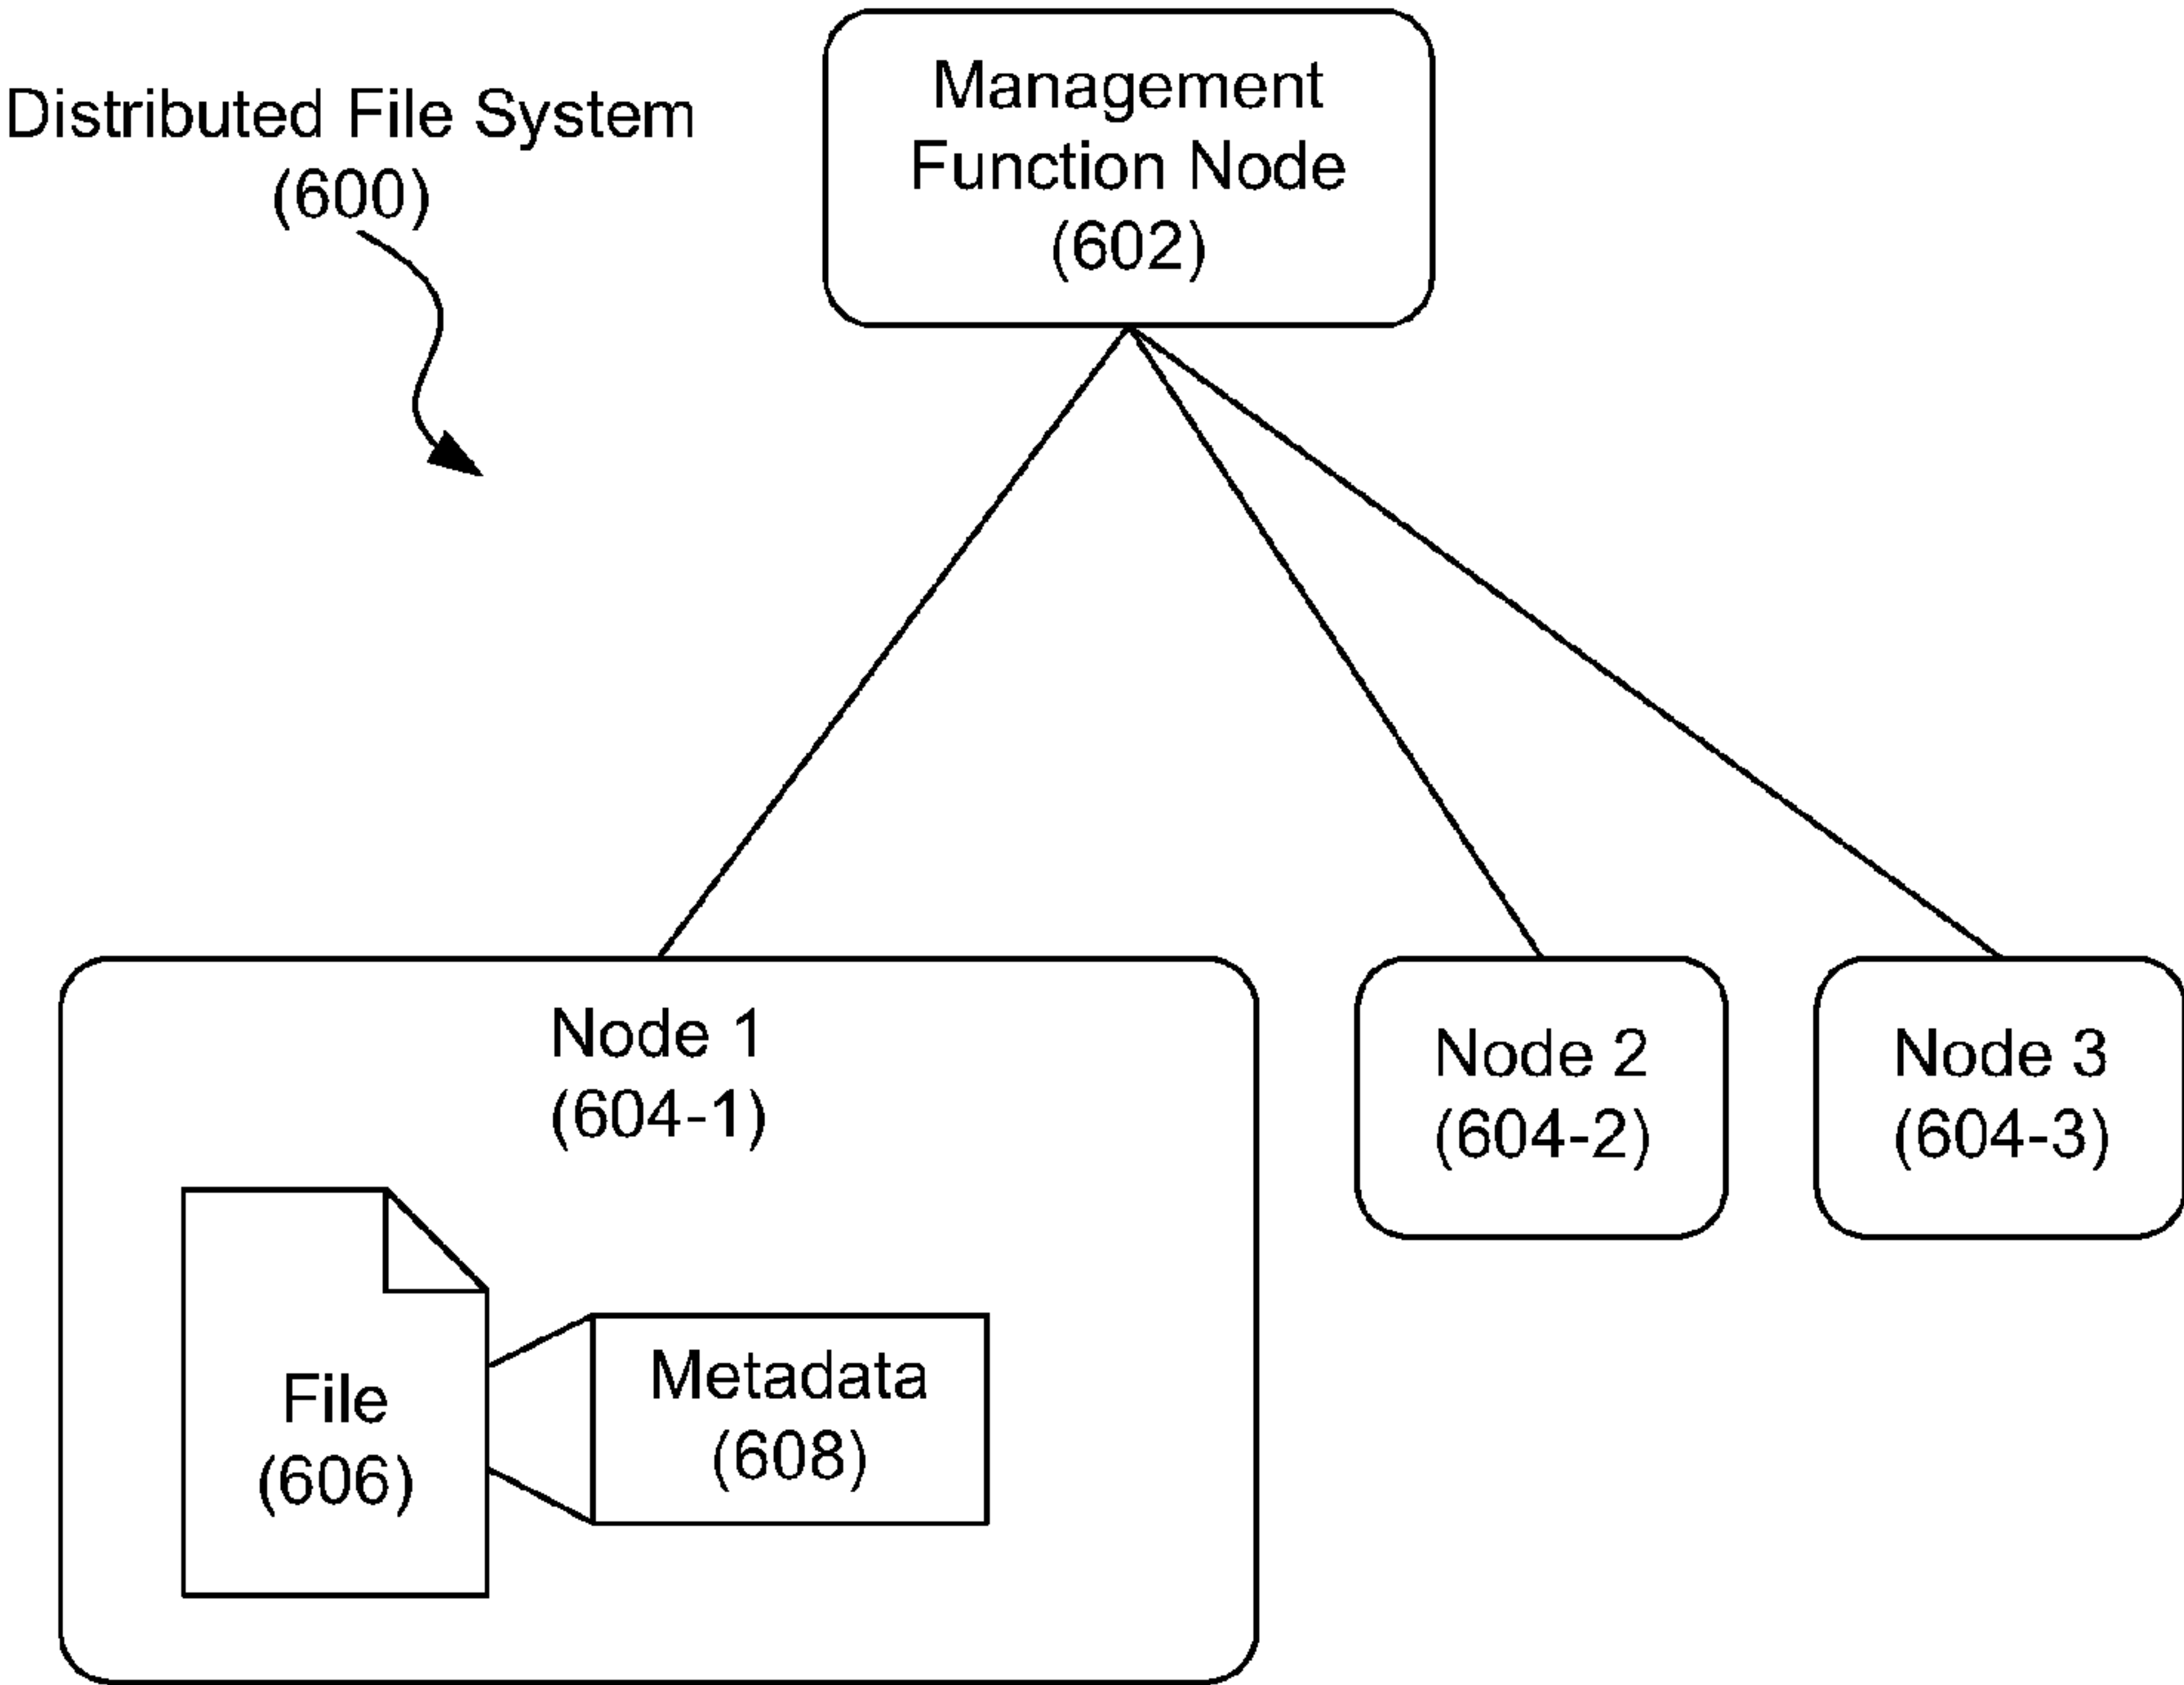 Distributed File System
(600)
Management
Function Node
(602)
Node 1
(604-1)
Node 2
(604-2)
Node 3
(604-3)
File
(606)
Metadata
(608)